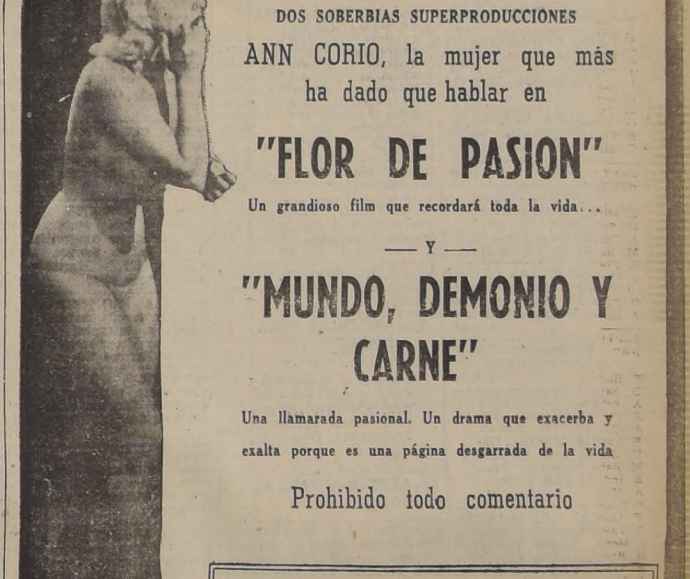 DOS SOBERBIAS SUPERPRODUCCIONES
ANN CORIO, la mujer que más
ha dado que hablar en
"FLOR DE PASION"
Un grandioso film que recordará toda la vida...
— Y —
"MUNDO, DEMONIO Y
CARNE"
Una llamarada pasional. Un drama que exacerba y
exalta porque es una página desgarrada de la vida
Prohibido todo comentario